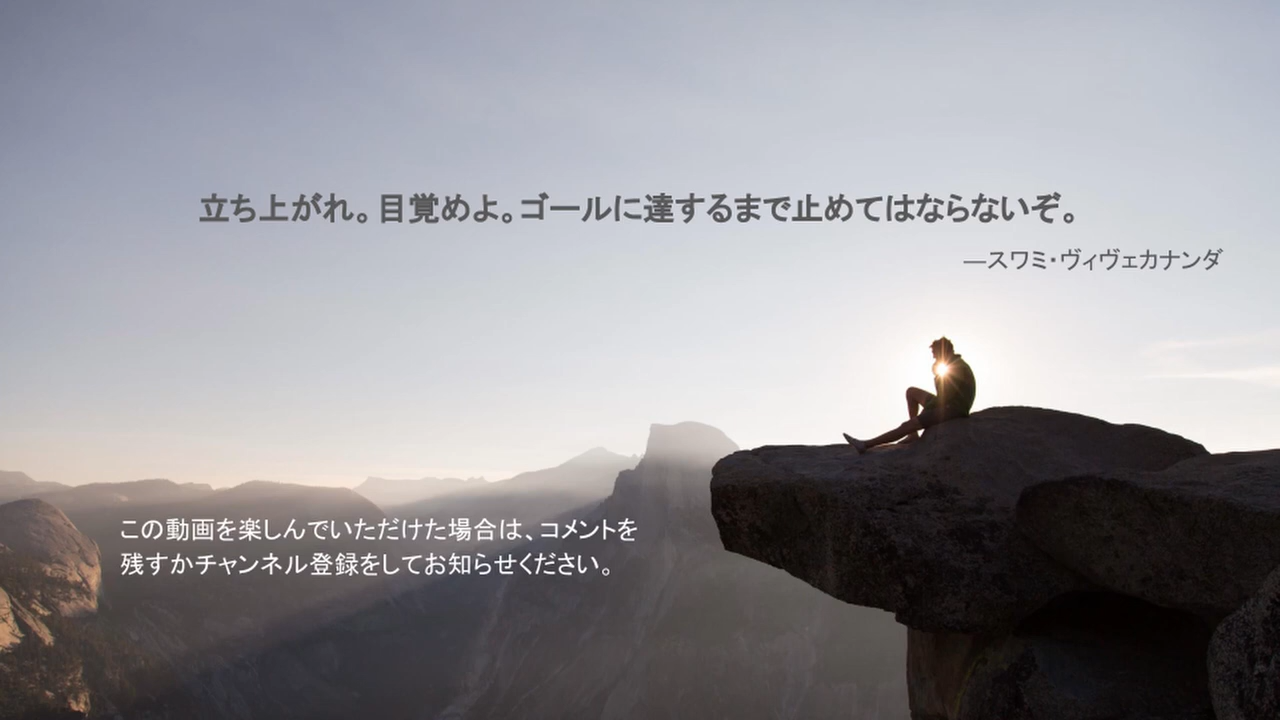 立ち上がれ。目覚めよ。ゴールに達するまで止めてはならないぞ。
—スワミ・ヴィヴェカナンダ
この動画を楽しんでいただけた場合は、コメントを
残すかチャンネル登録をしてお知らせください。